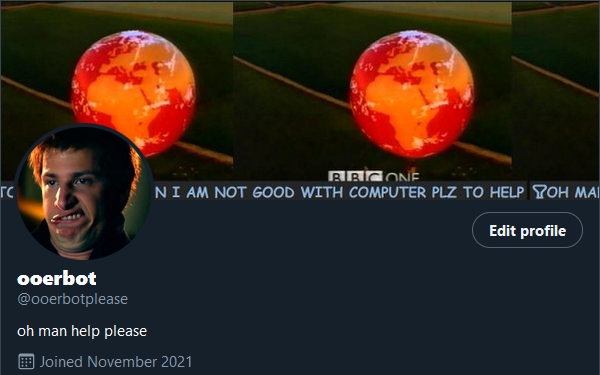 BBC ONE
TO
N I AM NOT GOOD WITH COMPUTER PLZ TO HELP
OH MA
Edit profile
ooerbot
@ooerbotplease
oh man help please
Joined November 2021